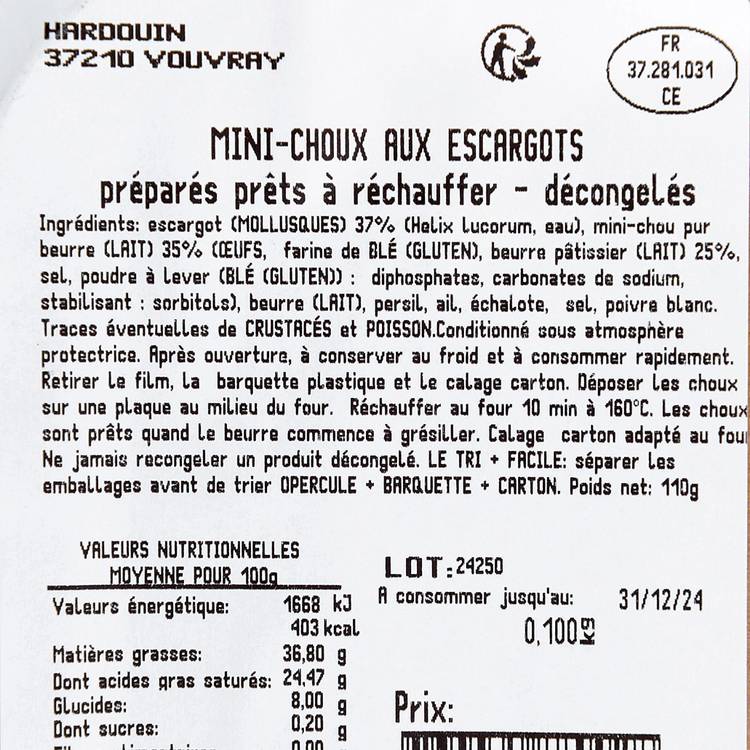 HARDOUIN
37210 VOUVRAY
FR
37.281.031
CE
MINI-CHOUX AUX ESCARGOTS
préparés prêts à réchauffer - décongelés
Ingrédients: escargot (MOLLUSQUES) 37% (Helix lucorum, eau), mini-chou pur
beurre (LAIT) 35% (ŒUFS, farine de BLÉ (GLUTEN), beurre pâtissier (LAIT) 25%,
sel, poudre à lever (BLÉ (GLUTEN)) : diphosphates, carbonates de sodium,
stabilisant : sorbitols), beurre (LAIT), persil, ail, échalote, sel, poivre blanc.
Traces éventuelles de CRUSTACÉS et POISSON.Conditionné sous atmosphère
protectrice. Après ouverture, à conserver au froid et à consommer rapidement.
Retirer le film, la barquette plastique et le calage carton. Déposer les choux
sur une plaque au milieu du four. Réchauffer au four 10 min à 160°C. Les choux
sont prêts quand le beurre commence à grésiller. Calage carton adapté au four
Ne jamais recongeler un produit décongelé. LE TRI + FACILE: séparer les
emballages avant de trier OPERCULE + BARQUETTE + CARTON. Poids net: 110g
VALEURS NUTRITIONNELLES
MOYENNE POUR 100g
Valeurs énergétique: 1668 kJ
403 kcal
Matières grasses: 36,80 g
Dont acides gras saturés: 24,47 g
Glucides: 8,00 g
Dont sucres: 0,20 g
LOT:24250
A consommer jusqu'au: 31/12/24
0,100kg
Prix: